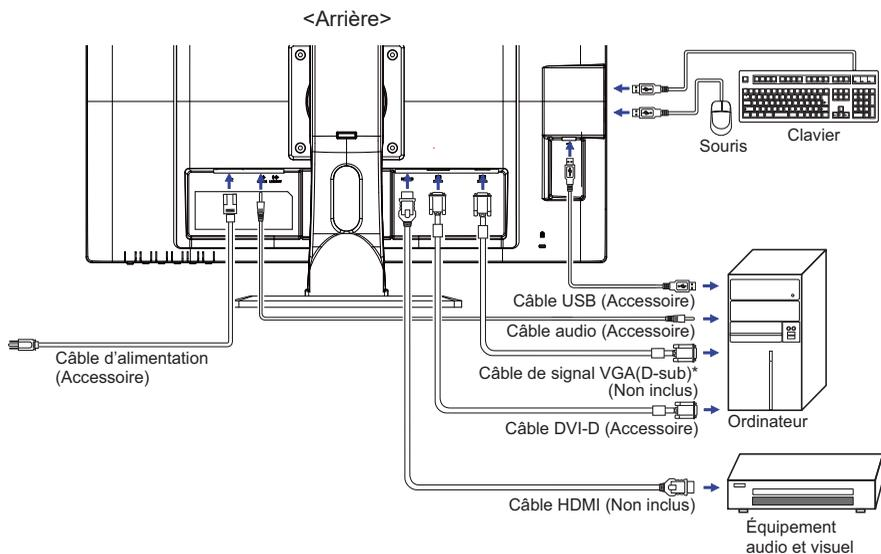 <Arrière>
Souris
Clavier
Câble USB (Accessoire)
Câble audio (Accessoire)
Câble d’alimentation
(Accessoire)
Câble de signal VGA(D-sub)*
(Non inclus)
Câble DVI-D (Accessoire)
Ordinateur
Câble HDMI (Non inclus)
Équipement
audio et visuel